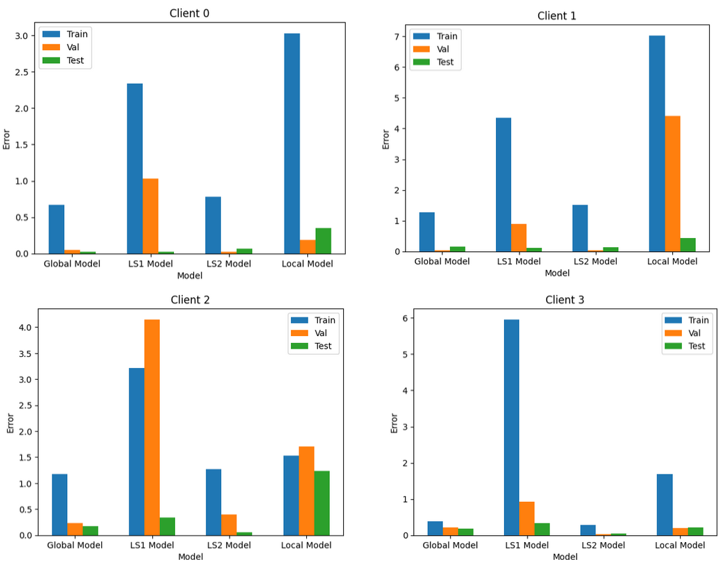 Client 0
Train
Val
Test
3.0
2.5
2.0
1.5
1.0
0.5
0.0
Error
Global Model LS1 Model LS2 Model Local Model
Model
Client 1
Train
Val
Test
7
6
5
4
3
2
1
0
Error
Global Model LS1 Model LS2 Model Local Model
Model
Client 2
Train
Val
Test
4.0
3.5
3.0
2.5
2.0
1.5
1.0
0.5
0.0
Error
Global Model LS1 Model LS2 Model Local Model
Model
Client 3
Train
Val
Test
6
5
4
3
2
1
0
Error
Global Model LS1 Model LS2 Model Local Model
Model